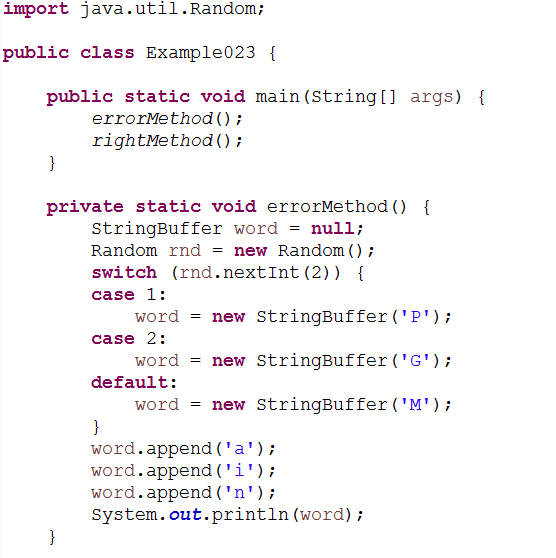 import java.util.Random;
public class Example023 {
public static void main(String[] args) {
errorMethod();
rightMethod();
}
private static void errorMethod() {
StringBuffer word = null;
Random rnd = new Random();
switch (rnd.nextInt(2)) {
case 1:
word = new StringBuffer('P');
case 2:
word = new StringBuffer('G');
default:
word = new StringBuffer('M');
}
word.append('a');
word.append('i');
word.append('n');
System.out.println(word);
}